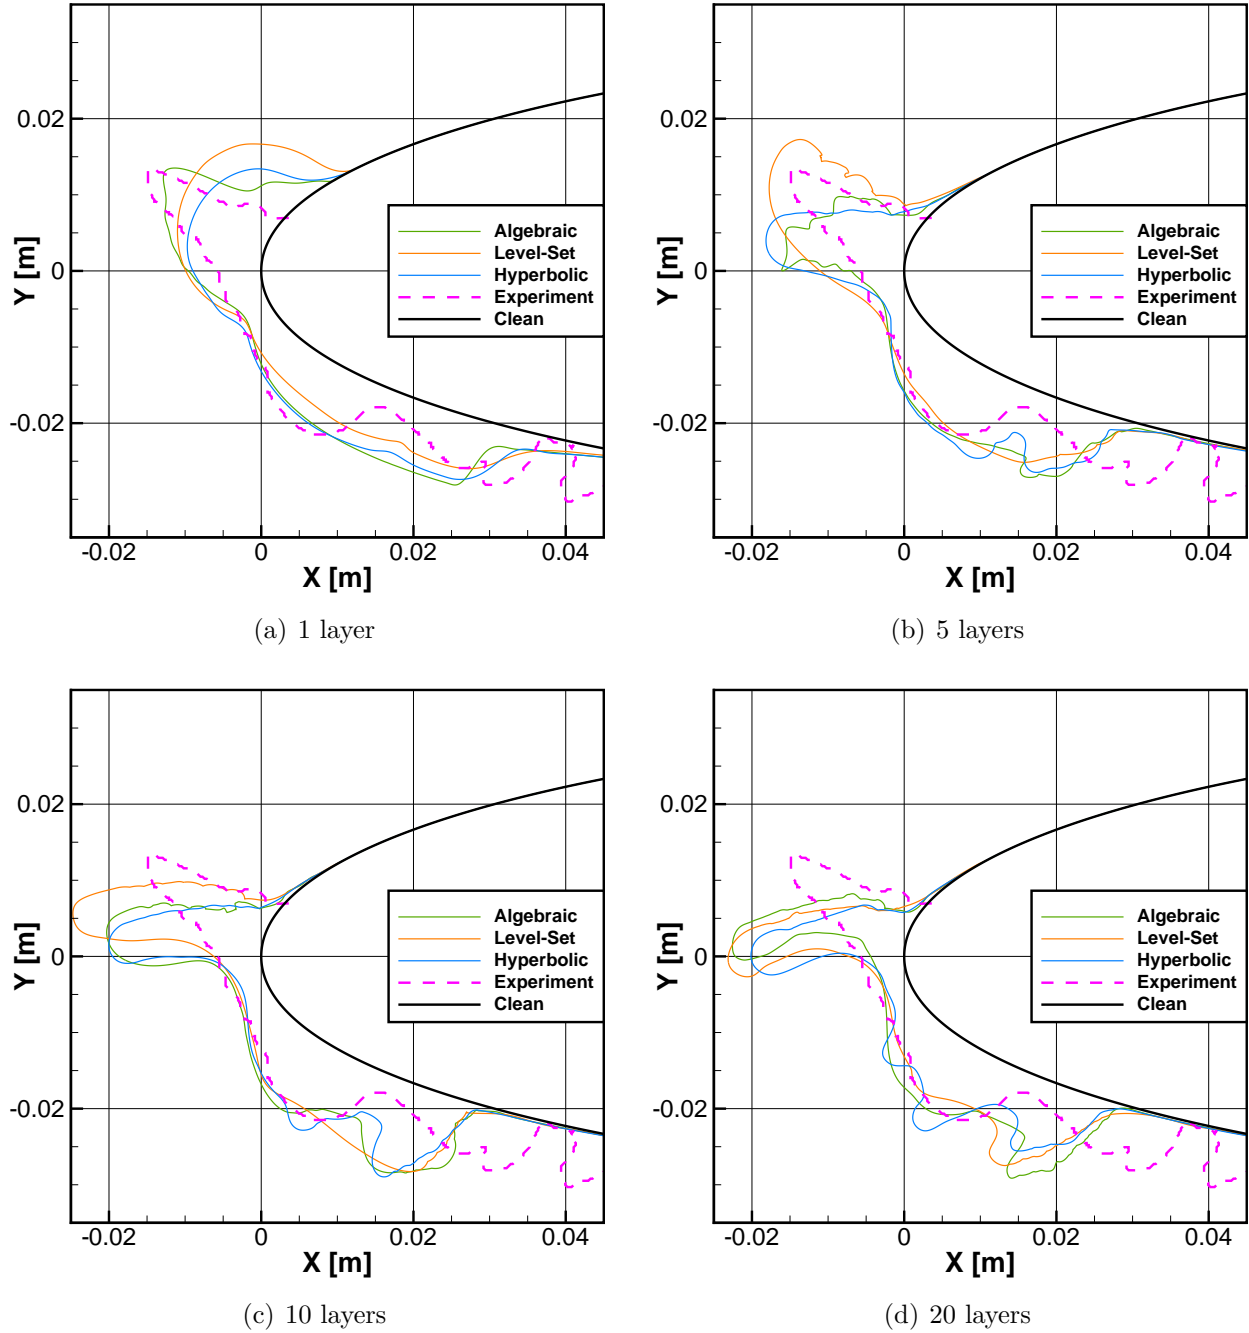 0.02
0
-0.02
Y [m]
-0.02
0
0.02
0.04
X [m]
Algebraic
Level-Set
Hyperbolic
Experiment
Clean
(a) 1 layer
0.02
0
-0.02
Y [m]
-0.02
0
0.02
0.04
X [m]
Algebraic
Level-Set
Hyperbolic
Experiment
Clean
(b) 5 layers
0.02
0
-0.02
Y [m]
-0.02
0
0.02
0.04
X [m]
Algebraic
Level-Set
Hyperbolic
Experiment
Clean
(c) 10 layers
0.02
0
-0.02
Y [m]
-0.02
0
0.02
0.04
X [m]
Algebraic
Level-Set
Hyperbolic
Experiment
Clean
(d) 20 layers